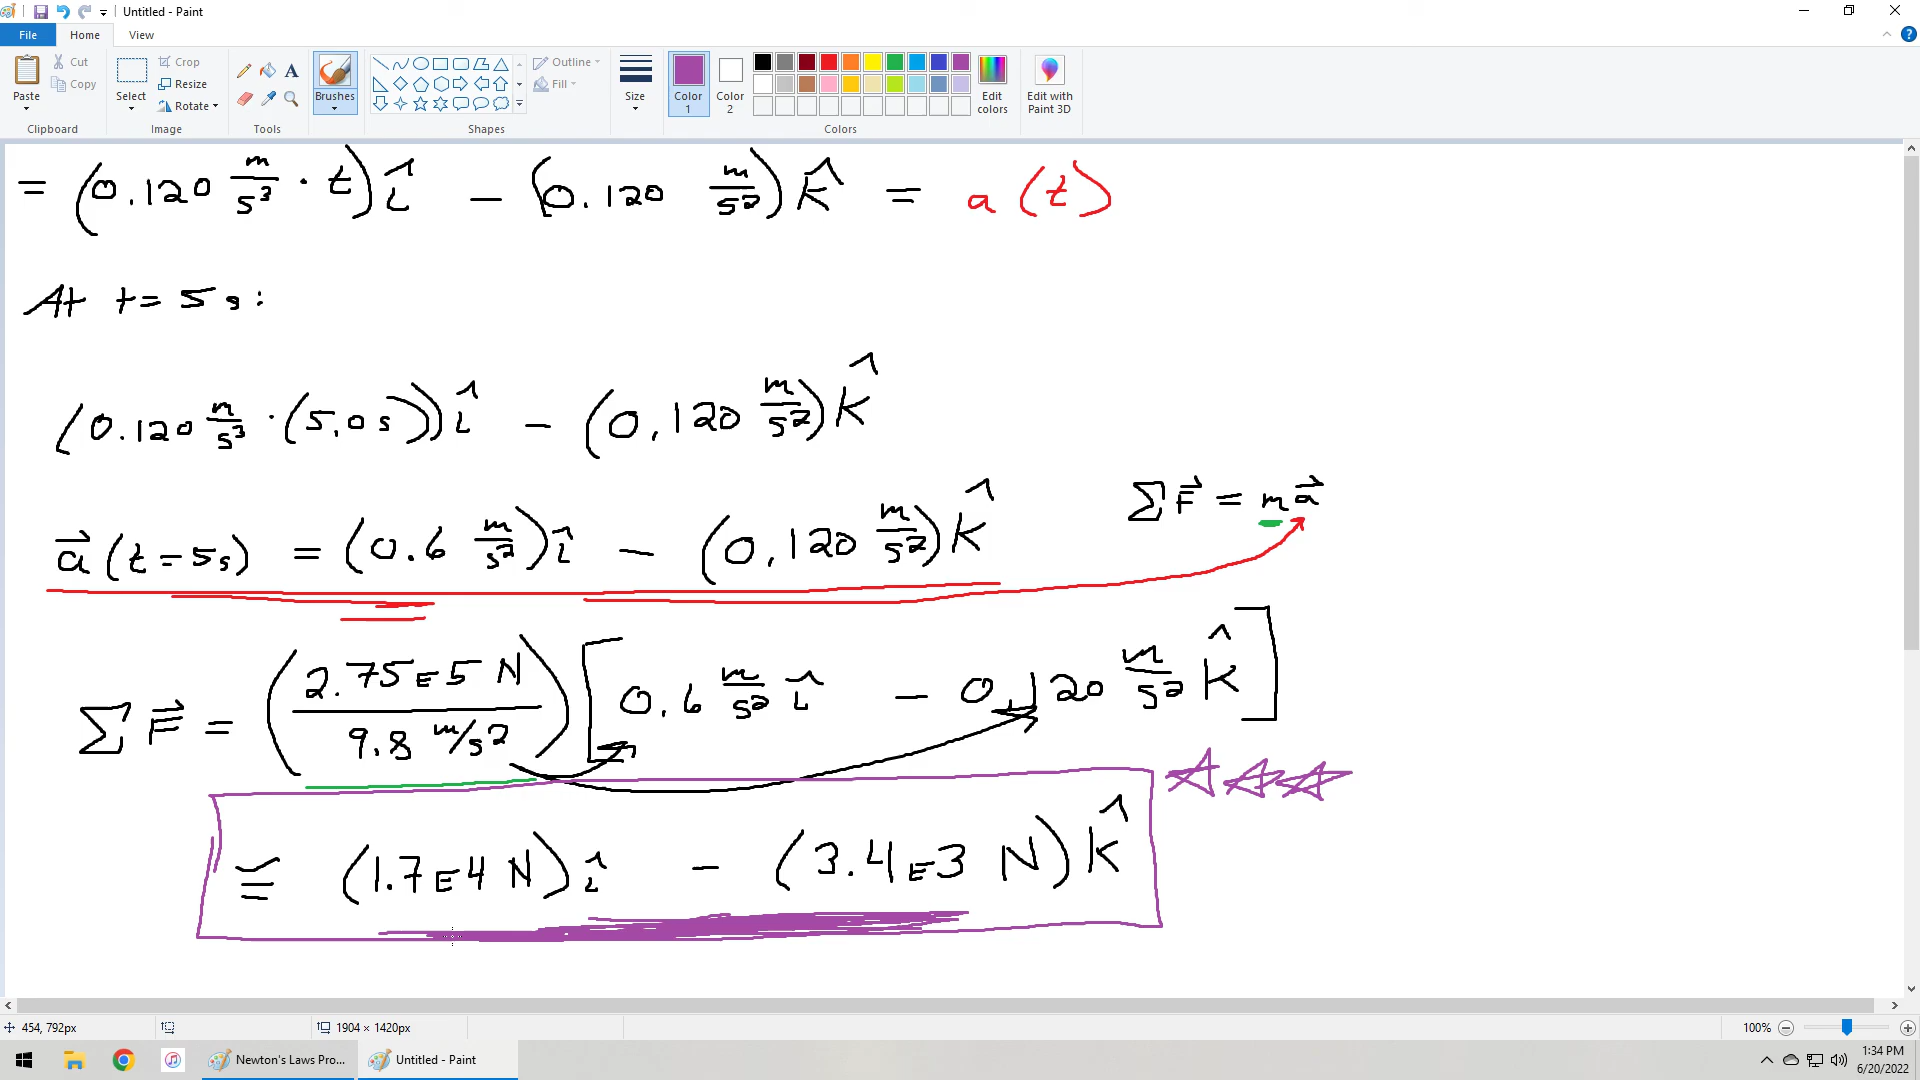 Untitled - Paint
File Home View
Paste Cut Copy Clipboard
Select Crop Resize Rotate Image
Tools
Brushes
Shapes Outline Fill
Size
Color 1 Color 2
Edit colors
Edit with Paint 3D
Colors
= (0.120 m/s³ · t) î - (0.120 m/s²) k̂ = a (t)
At t = 5 s:
(0.120 m/s³ · (5.0 s)) î - (0.120 m/s²) k̂
ΣF⃗ = ma⃗
a⃗ (t = 5s) = (0.6 m/s²) î - (0.120 m/s²) k̂
ΣF⃗ = (2.75E5 N / 9.8 m/s²) [0.6 m/s² î - 0.120 m/s² k̂]
≅ (1.7E4 N) î - (3.4E3 N) k̂
454, 792px 1904 × 1420px 100%
Newton's Laws Pro... Untitled - Paint
1:34 PM
6/20/2022